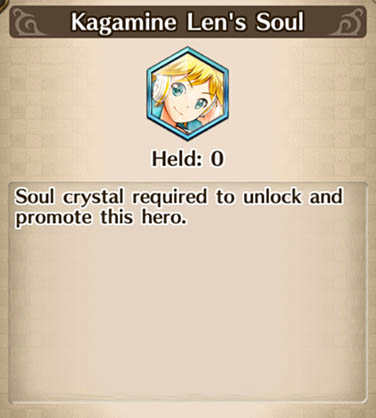 Kagamine Len's Soul
Held: 0
Soul crystal required to unlock and
promote this hero.